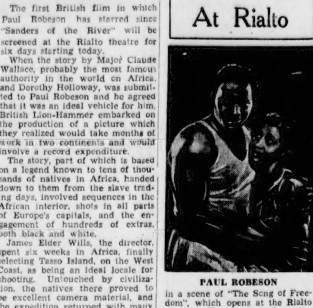 The first British film in which
Paul Robeson has starred since
"Sanders of the River" will be
screened at the Rialto theatre for
six days starting today.
When the story by Major Claude
Wallace, probably the most famous
authority in the world on Africa,
and Dorothy Holloway, was submit-
ted to Paul Robeson and he agreed
that it was an ideal vehicle for him,
British Lion-Hammer embarked on
the production of a picture which
they realized would take months of
work in two continents and would
involve a record expenditure.
The story, part of which is based
on a legend known to tens of thou-
sands of natives in Africa, handed
down to them from the slave trad-
ing days, involved sequences in the
African interior, shots in all parts
of Europe's capitals, and the en-
gagement of hundreds of extras,
both black and white.
James Elder Wills, the director,
spent six weeks in Africa, finally
selecting Tasso Island, on the West
Coast, as being an ideal locale for
shooting. Untouched by civiliza-
tion, the natives there proved to
be excellent camera material, and
the expedition returned with many
At Rialto
PAUL ROBESON
in a scene of "The Song of Free-
dom", which opens at the Rialto